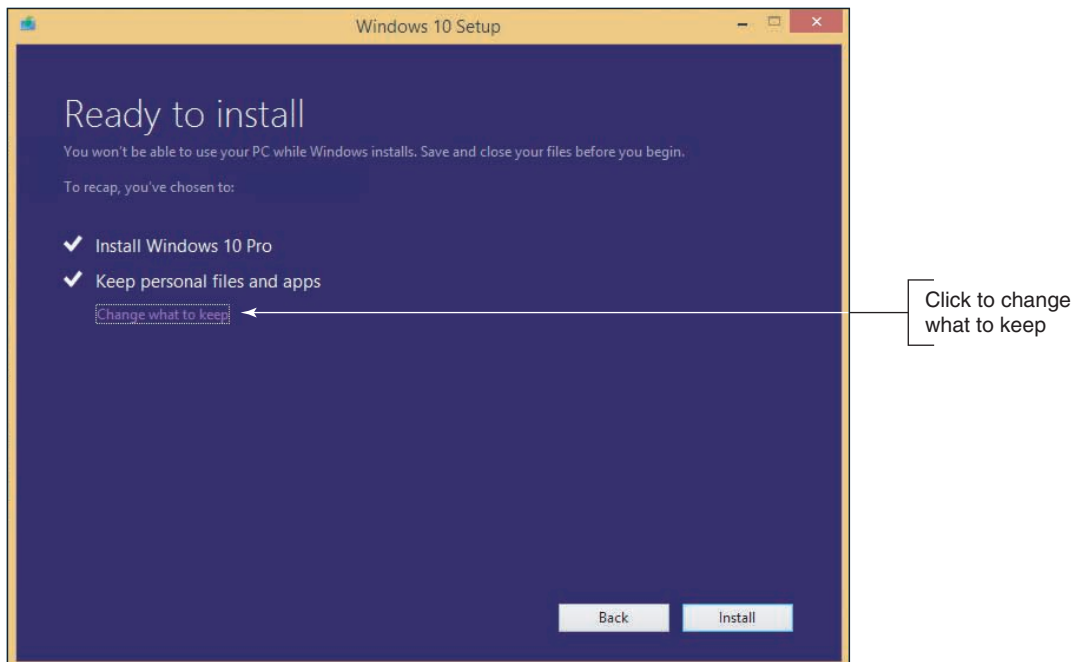 Windows 10 Setup
Ready to install
You won't be able to use your PC while Windows installs. Save and close your files before you begin.
To recap, you've chosen to:
Install Windows 10 Pro
Keep personal files and apps
Change what to keep
Click to change
what to keep
Back
Install